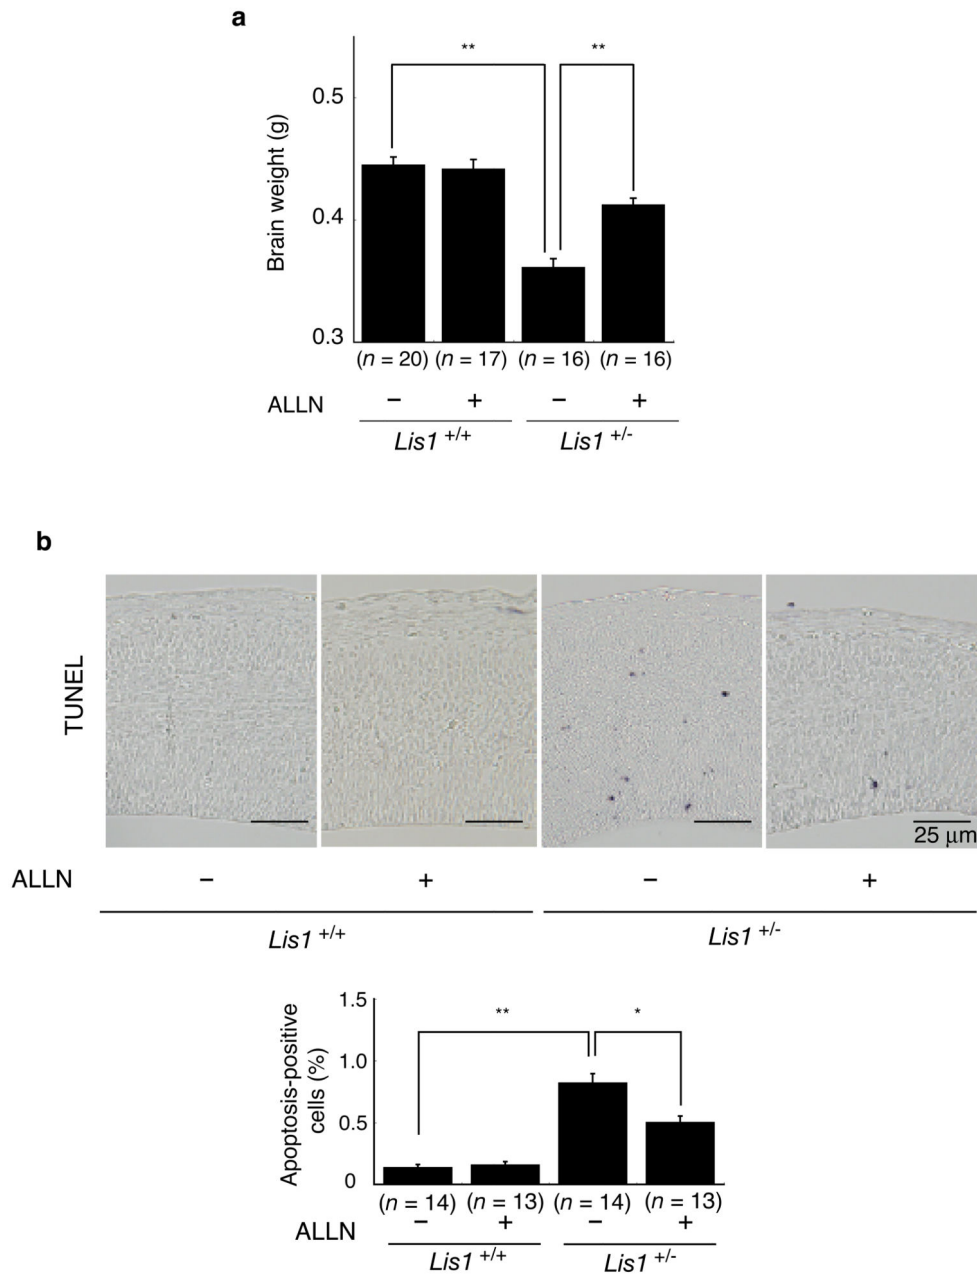 a
** **
0.5
0.4
0.3
Brain weight (g)
(n = 20) (n = 17) (n = 16) (n = 16)
ALLN − + − +
Lis1 +/+ Lis1 +/-
b
TUNEL
25 μm
ALLN − + − +
Lis1 +/+ Lis1 +/-
1.5
1.0
0.5
0
Apoptosis-positive
cells (%)
** *
(n = 14) (n = 13) (n = 14) (n = 13)
ALLN − + − +
Lis1 +/+ Lis1 +/-